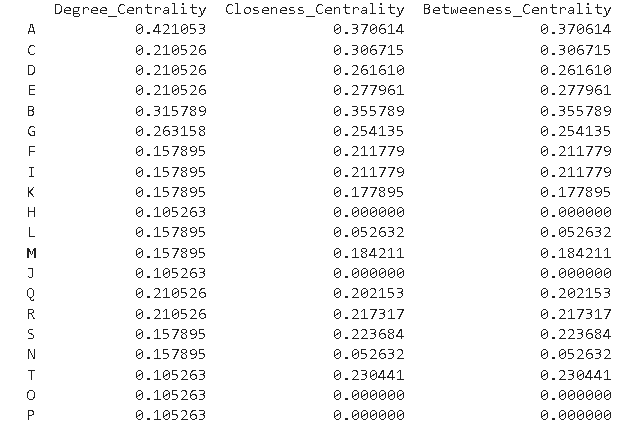 Degree_Centrality Closeness_Centrality Betweeness_Centrality
A 0.421053 0.370614 0.370614
C 0.210526 0.306715 0.306715
D 0.210526 0.261610 0.261610
E 0.210526 0.277961 0.277961
B 0.315789 0.355789 0.355789
G 0.263158 0.254135 0.254135
F 0.157895 0.211779 0.211779
I 0.157895 0.211779 0.211779
K 0.157895 0.177895 0.177895
H 0.105263 0.000000 0.000000
L 0.157895 0.052632 0.052632
M 0.157895 0.184211 0.184211
J 0.105263 0.000000 0.000000
Q 0.210526 0.202153 0.202153
R 0.210526 0.217317 0.217317
S 0.157895 0.223684 0.223684
N 0.157895 0.052632 0.052632
T 0.105263 0.230441 0.230441
O 0.105263 0.000000 0.000000
P 0.105263 0.000000 0.000000